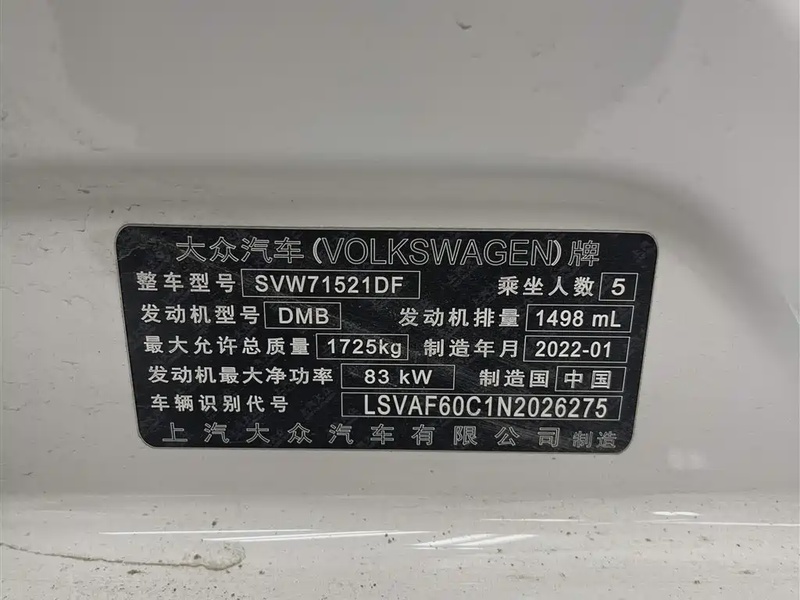 大众汽车(VOLKSWAGEN)牌
整车型号 SVW71521DF 乘坐人数 5
发动机型号 DMB 发动机排量 1498 mL
最大允许总质量 1725kg 制造年月 2022-01
发动机最大净功率 83 kW 制造国 中国
车辆识别代号 LSVAF60C1N2026275
上汽大众汽车有限公司 制造